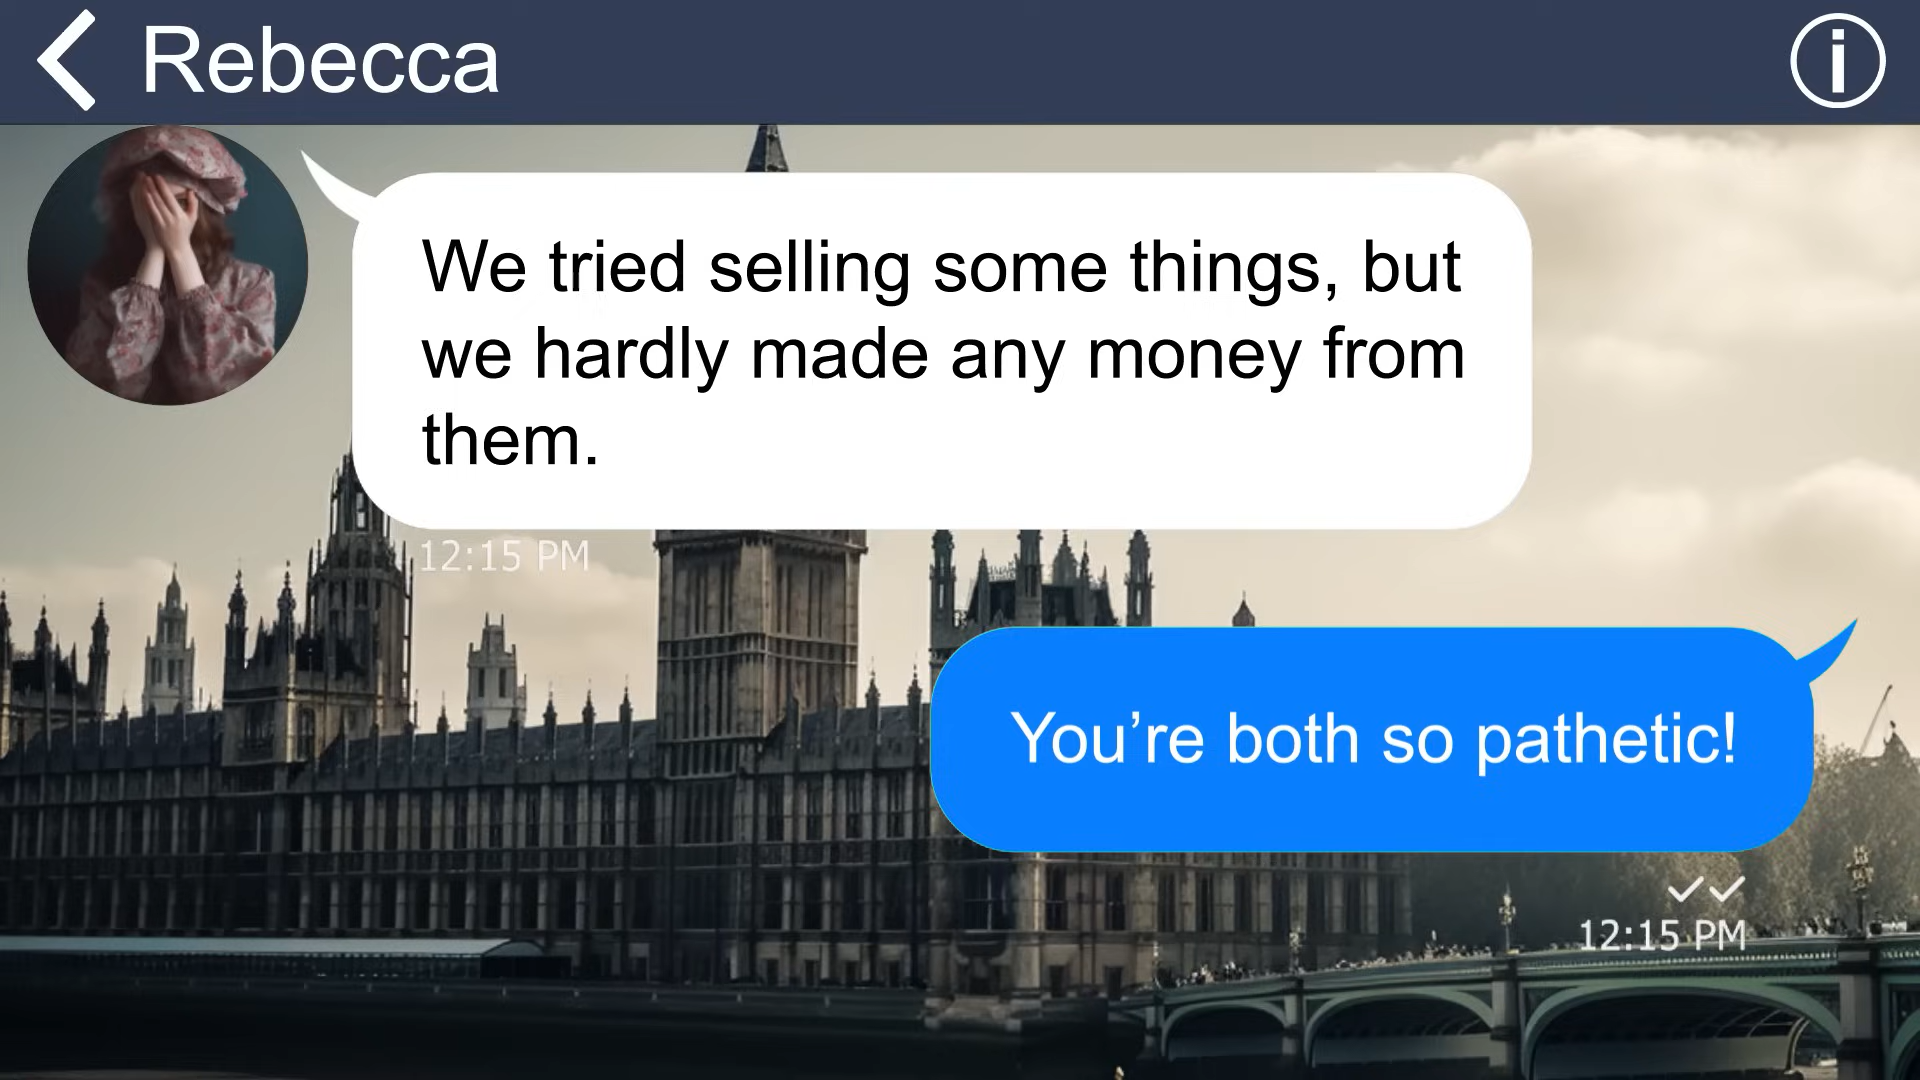 Rebecca
We tried selling some things, but
we hardly made any money from
them.
12:15 PM
You’re both so pathetic!
12:15 PM